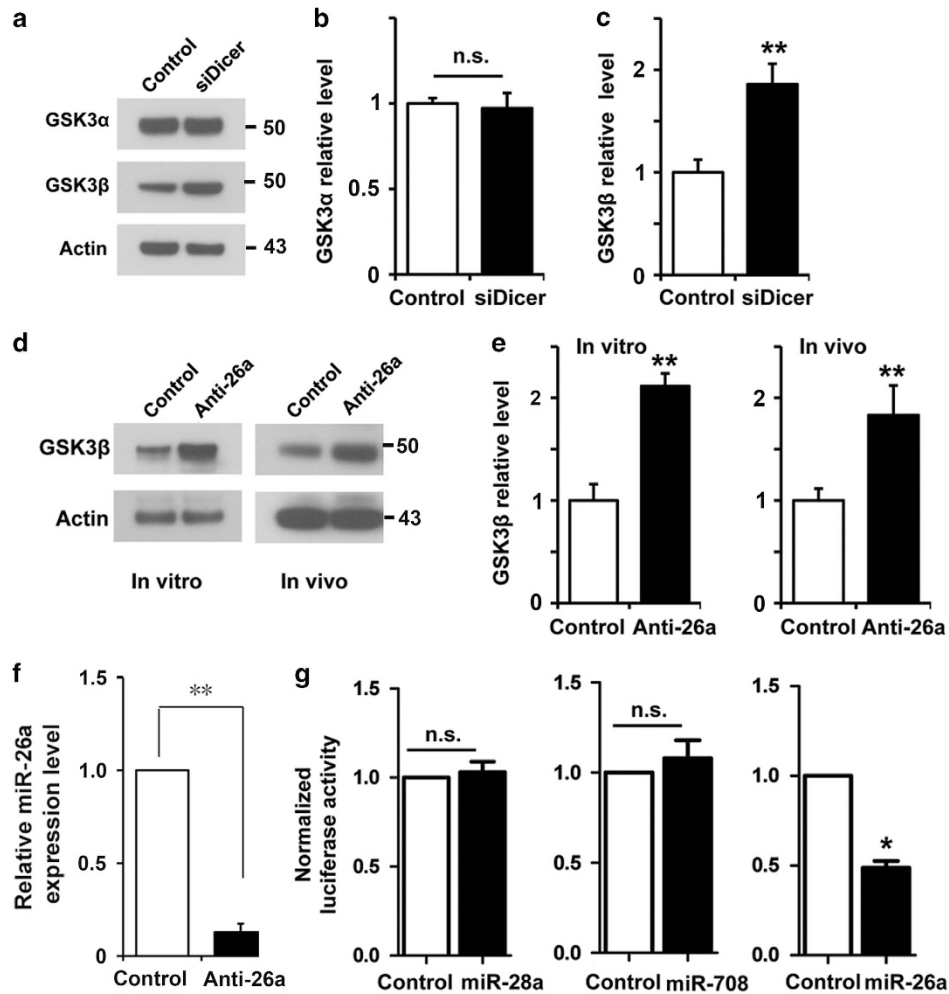 a
Control
siDicer
GSK3α
50
GSK3β
50
Actin
43
b
GSK3α relative level
1
0.5
0
n.s.
Control siDicer
c
GSK3β relative level
2
1
0
**
Control siDicer
d
Control
Anti-26a
Control
Anti-26a
GSK3β
50
Actin
43
In vitro
In vivo
e
GSK3β relative level
In vitro
2
1
0
**
Control Anti-26a
In vivo
2
1
0
**
Control Anti-26a
f
Relative miR-26a
expression level
1.5
1.0
0.5
0
**
Control Anti-26a
g
Normalized
luciferase activity
1.5
1.0
0.5
0.0
n.s.
Control miR-28a
1.5
1.0
0.5
0.0
n.s.
Control miR-708
1.5
1.0
0.5
0.0
*
Control miR-26a